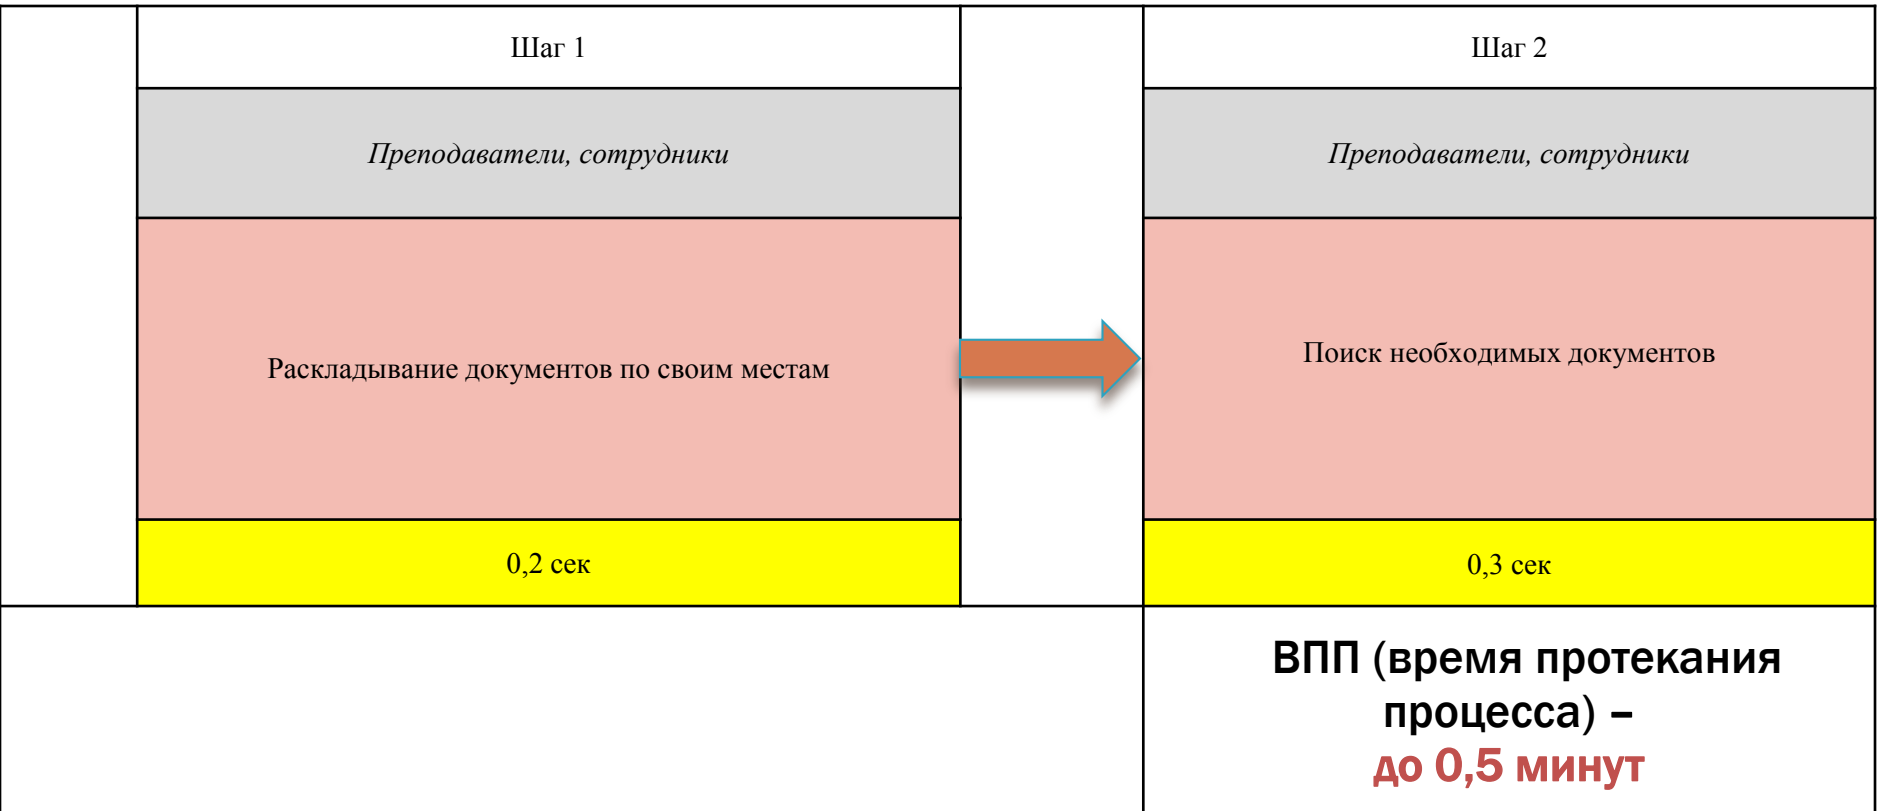 Шаг 1
Шаг 2
Преподаватели, сотрудники
Преподаватели, сотрудники
Раскладывание документов по своим местам
Поиск необходимых документов
0,2 сек
0,3 сек
ВПП (время протекания
процесса) –
до 0,5 минут